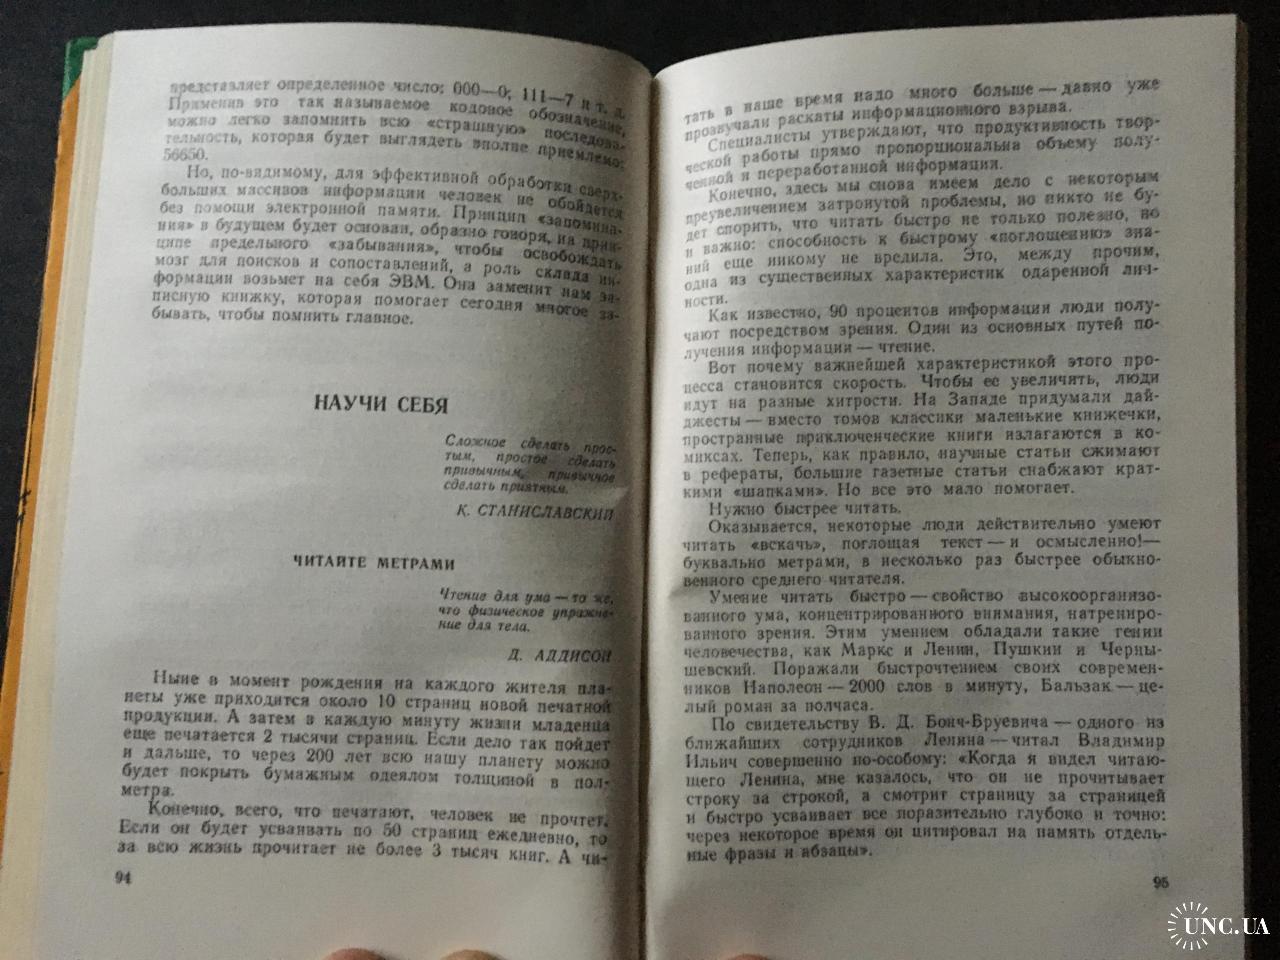 представляет определенное число: 000—0; 111—7 и т. д.
Применив это так называемое кодовое обозначение,
можно легко запомнить всю «страшную» последова-
тельность, которая будет выглядеть вполне приемлемо:
56650.
Но, по-видимому, для эффективной обработки сверх-
больших массивов информации человек не обойдется
без помощи электронной памяти. Принцип «запомина-
ния» в будущем будет основан, образно говоря, на прин-
ципе предельного «забывания», чтобы освобождать
мозг для поисков и сопоставлений, а роль склада ин-
формации возьмет на себя ЭВМ. Она заменит нам за-
писную книжку, которая помогает сегодня многое за-
бывать, чтобы помнить главное.
НАУЧИ СЕБЯ
Сложное сделать прос-
тым, простое сделать
привычным, привычное
сделать приятным.
К. СТАНИСЛАВСКИЙ
ЧИТАЙТЕ МЕТРАМИ
Чтение для ума — то же,
что физическое упражне-
ние для тела.
Д. АДДИСОН
Ныне в момент рождения на каждого жителя пла-
неты уже приходится около 10 страниц новой печатной
продукции. А затем в каждую минуту жизни младенца
еще печатается 2 тысячи страниц. Если дело так пойдет
и дальше, то через 200 лет всю нашу планету можно
будет покрыть бумажным одеялом толщиной в пол-
метра.
Конечно, всего, что печатают, человек не прочтет.
Если он будет усваивать по 50 страниц ежедневно, то
за всю жизнь прочитает не более 3 тысяч книг. А чи-
94
тать в наше время надо много больше — давно уже
прозвучали раскаты информационного взрыва.
Специалисты утверждают, что продуктивность твор-
ческой работы прямо пропорциональна объему полу-
ченной и переработанной информации.
Конечно, здесь мы снова имеем дело с некоторым
преувеличением затронутой проблемы, но никто не бу-
дет спорить, что читать быстро не только полезно, но
и важно: способность к быстрому «поглощению» зна-
ний еще никому не вредила. Это, между прочим,
одна из существенных характеристик одаренной лич-
ности.
Как известно, 90 процентов информации люди полу-
чают посредством зрения. Один из основных путей по-
лучения информации — чтение.
Вот почему важнейшей характеристикой этого про-
цесса становится скорость. Чтобы ее увеличить, люди
идут на разные хитрости. На Западе придумали дай-
джесты — вместо томов классики маленькие книжечки,
пространные приключенческие книги излагаются в ко-
миксах. Теперь, как правило, научные статьи сжимают
в рефераты, большие газетные статьи снабжают крат-
кими «шапками». Но все это мало помогает.
Нужно быстрее читать.
Оказывается, некоторые люди действительно умеют
читать «вскачь», поглощая текст — и осмысленно!—
буквально метрами, в несколько раз быстрее обыкно-
венного среднего читателя.
Умение читать быстро — свойство высокоорганизо-
ванного ума, концентрированного внимания, натрениро-
ванного зрения. Этим умением обладали такие гении
человечества, как Маркс и Ленин, Пушкин и Черны-
шевский. Поражали быстрочтением своих современ-
ников Наполеон — 2000 слов в минуту, Бальзак — це-
лый роман за полчаса.
По свидетельству В. Д. Бонч-Бруевича — одного из
ближайших сотрудников Ленина — читал Владимир
Ильич совершенно по-особому: «Когда я видел читаю-
щего Ленина, мне казалось, что он не прочитывает
строку за строкой, а смотрит страницу за страницей
и быстро усваивает все поразительно глубоко и точно:
через некоторое время он цитировал на память отдель-
ные фразы и абзацы».
95
UNC.UA